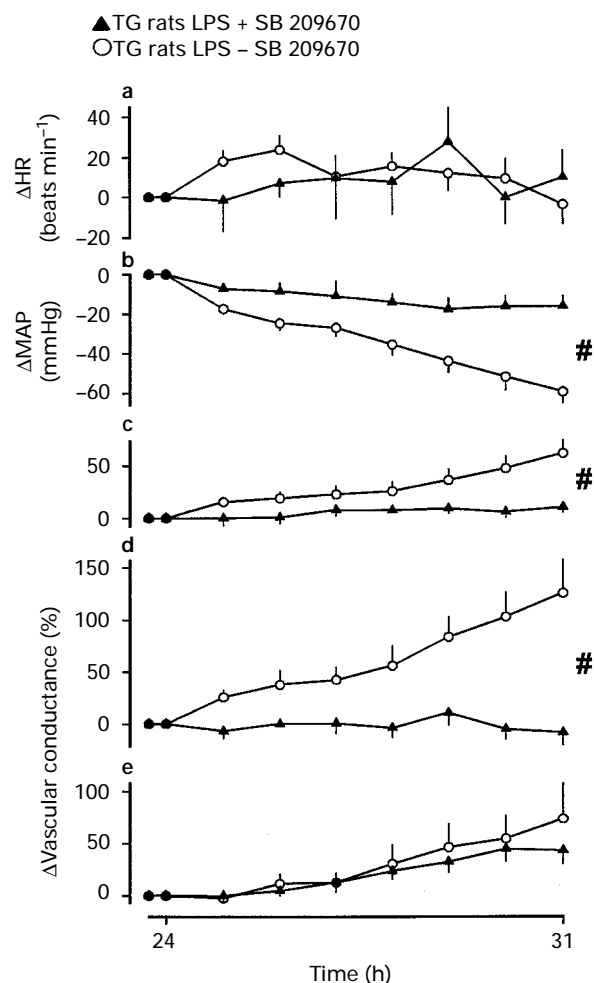 ▲TG rats LPS + SB 209670
○TG rats LPS – SB 209670
a
40
20
0
–20
ΔHR
(beats min⁻¹)
b
0
–20
–40
–60
ΔMAP
(mmHg)
#
c
50
0
#
d
150
100
50
0
#
ΔVascular conductance (%)
e
100
50
0
24
31
Time (h)